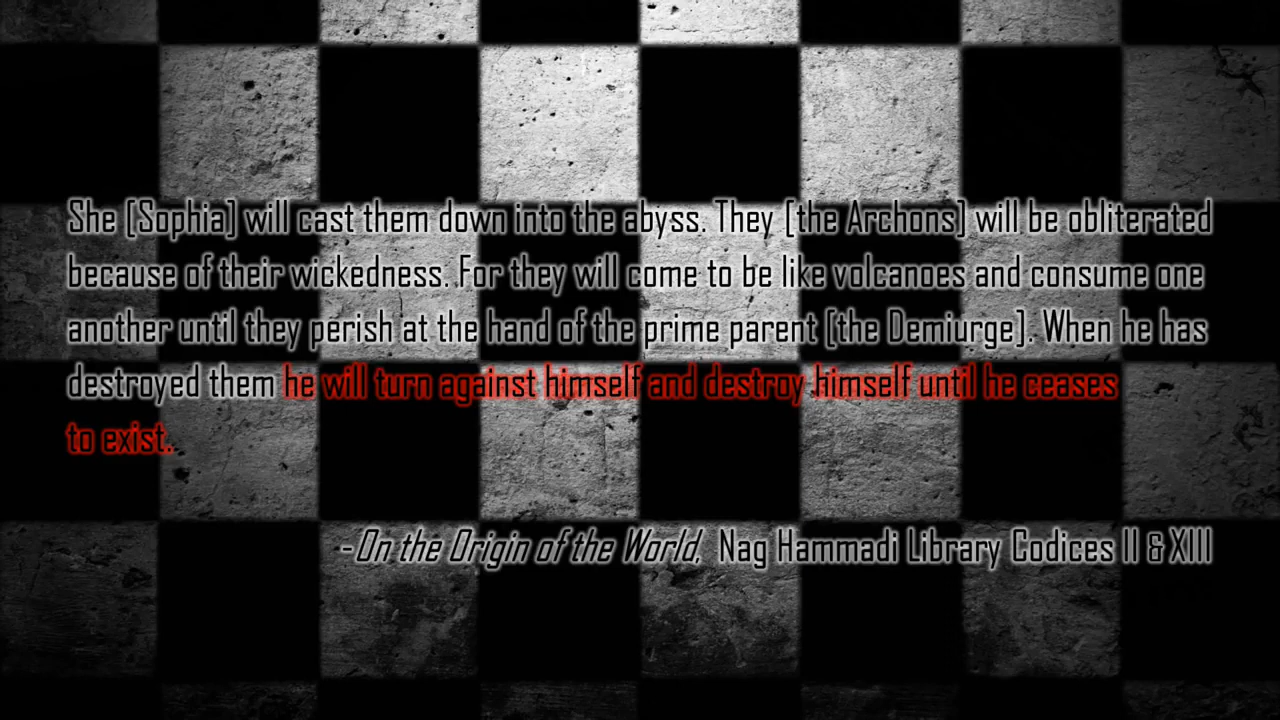 She [Sophia] will cast them down into the abyss. They [the Archons] will be obliterated
because of their wickedness. For they will come to be like volcanoes and consume one
another until they perish at the hand of the prime parent [the Demiurge]. When he has
destroyed them he will turn against himself and destroy himself until he ceases
to exist.
-On the Origin of the World, Nag Hammadi Library Codices II & XIII